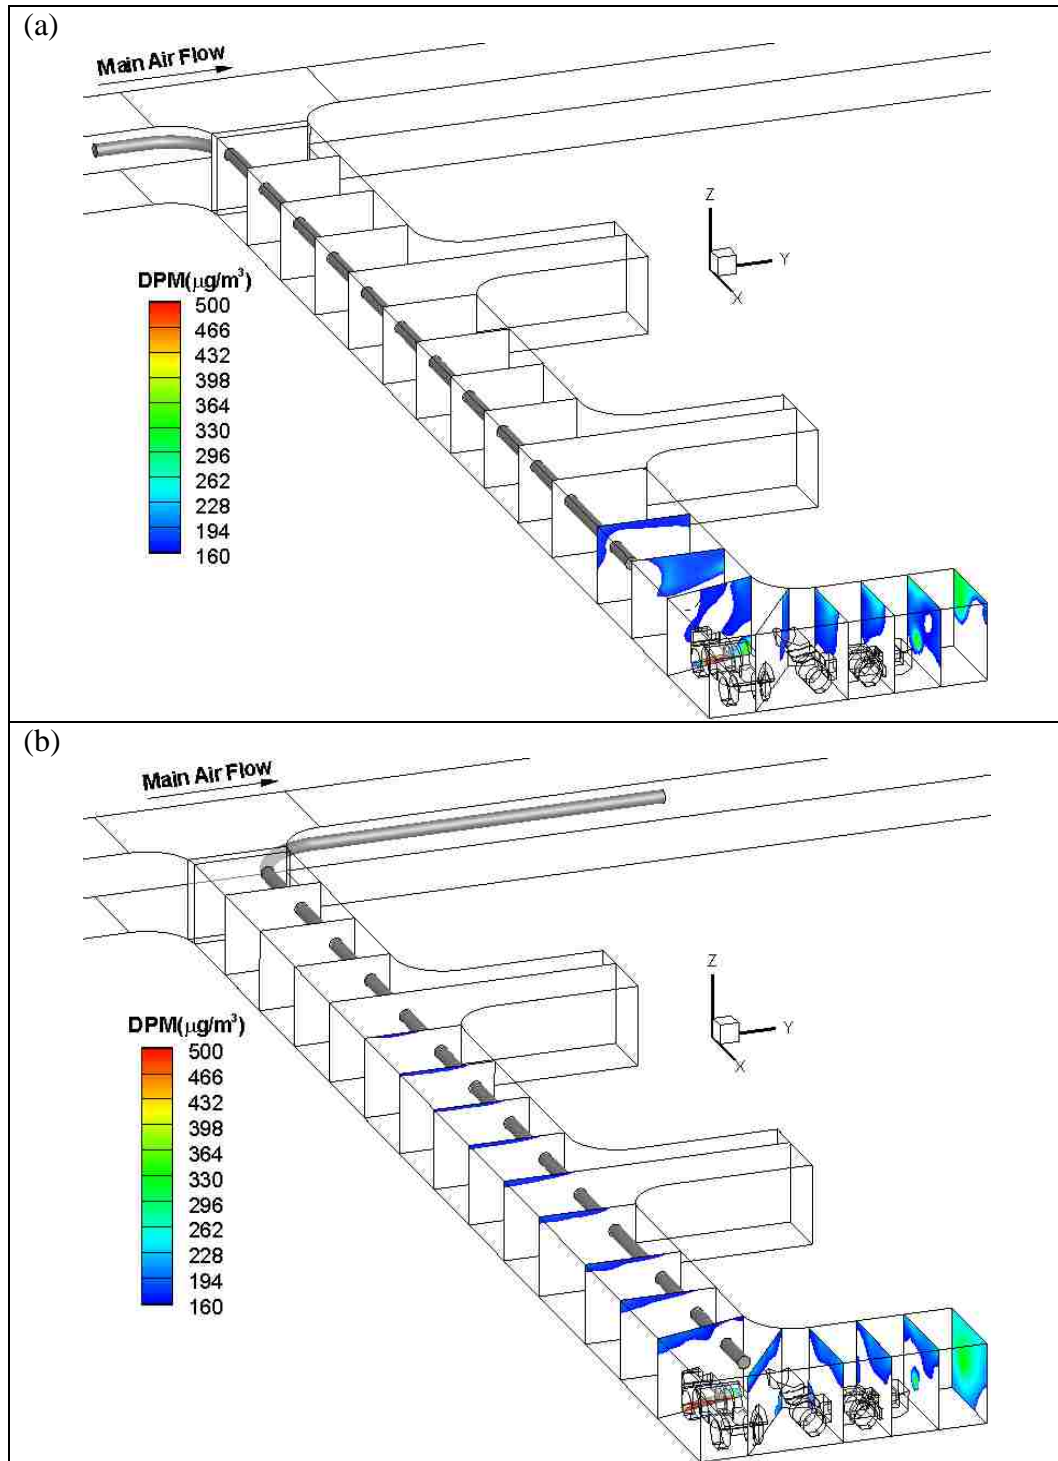 (a)
Main Air Flow
Z
Y
X
DPM(μg/m³)
500
466
432
398
364
330
296
262
228
194
160
(b)
Main Air Flow
Z
Y
X
DPM(μg/m³)
500
466
432
398
364
330
296
262
228
194
160